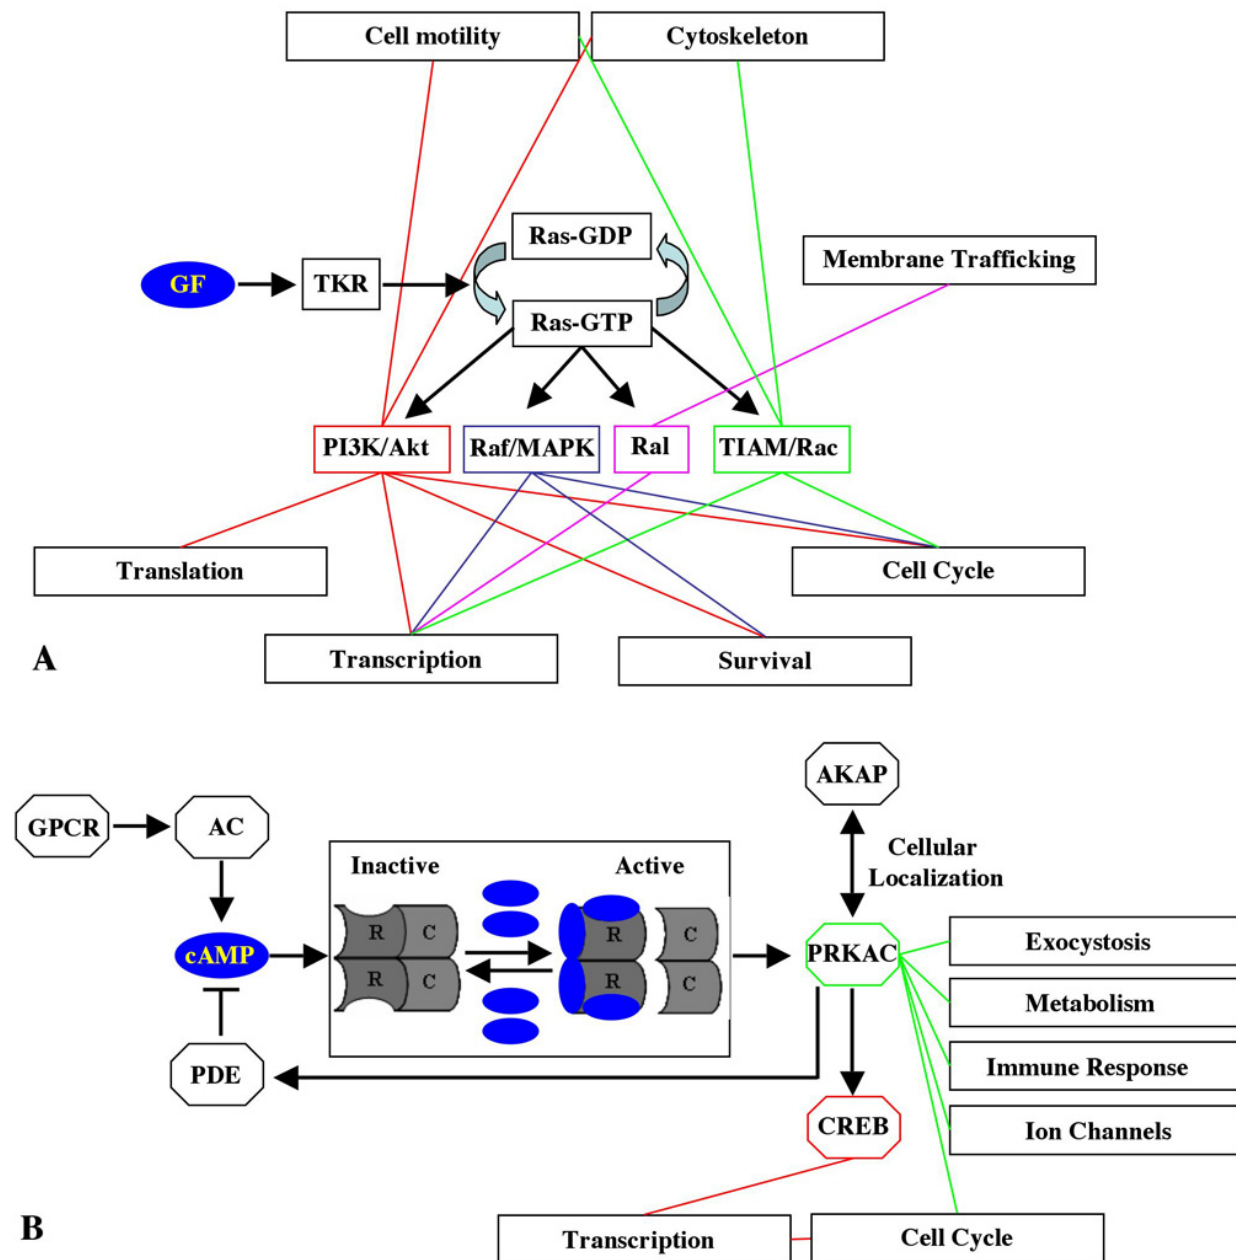 Cell motility
Cytoskeleton
Ras-GDP
Membrane Trafficking
GF
TKR
Ras-GTP
PI3K/Akt
Raf/MAPK
Ral
TIAM/Rac
Translation
Cell Cycle
Transcription
Survival
A
AKAP
GPCR
AC
Cellular
Localization
Inactive
Active
R
C
R
C
cAMP
R
C
R
C
PRKAC
Exocystosis
Metabolism
Immune Response
Ion Channels
PDE
CREB
B
Transcription
Cell Cycle